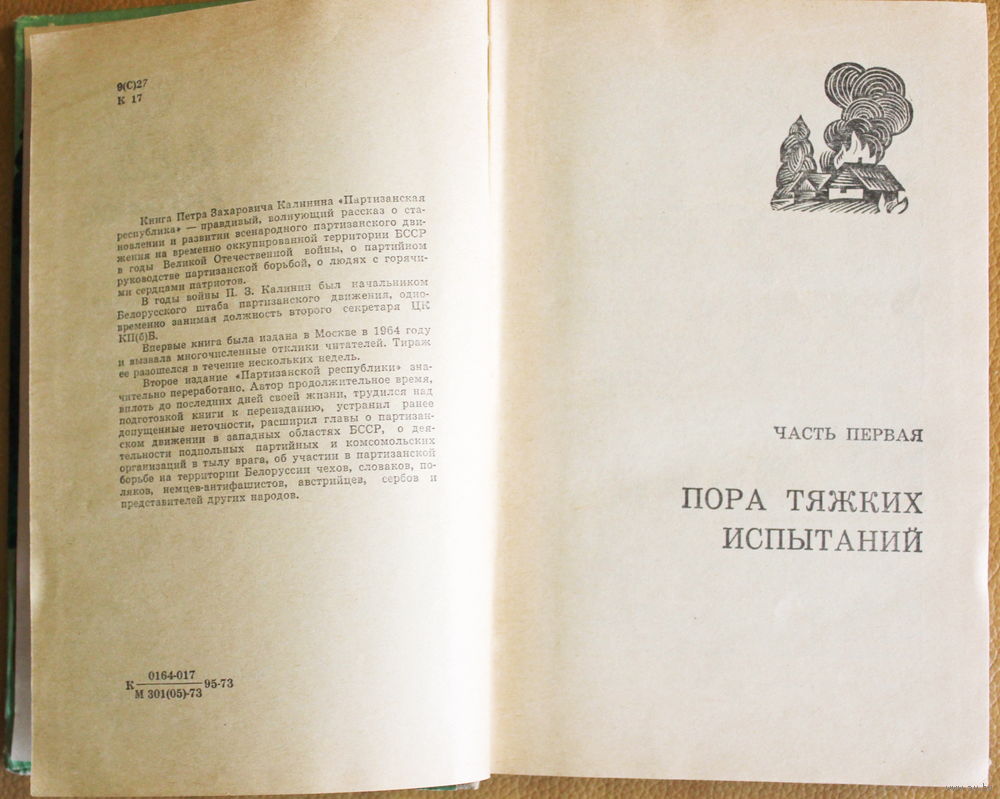 9(С)27
К 17
Книга Петра Захаровича Калинина «Партизанская
республика» — правдивый, волнующий рассказ о ста-
новлении и развитии всенародного партизанского дви-
жения на временно оккупированной территории БССР
в годы Великой Отечественной войны, о партийном
руководстве партизанской борьбой, о людях с горячи-
ми сердцами патриотов.
В годы войны П. З. Калинин был начальником
Белорусского штаба партизанского движения, одно-
временно занимая должность второго секретаря ЦК
КП(б)Б.
Впервые книга была издана в Москве в 1964 году
и вызвала многочисленные отклики читателей. Тираж
ее разошелся в течение нескольких недель.
Второе издание «Партизанской республики» зна-
чительно переработано. Автор продолжительное время,
вплоть до последних дней своей жизни, трудился над
подготовкой книги к переизданию, устранил ранее
допущенные неточности, расширил главы о партизан-
ском движении в западных областях БССР, о дея-
тельности подпольных партийных и комсомольских
организаций в тылу врага, об участии в партизанской
борьбе на территории Белоруссии чехов, словаков, по-
ляков, немцев-антифашистов, австрийцев, сербов и
представителей других народов.
0164-017
К 95-73
М 301(05)-73
ЧАСТЬ ПЕРВАЯ
ПОРА ТЯЖКИХ
ИСПЫТАНИЙ